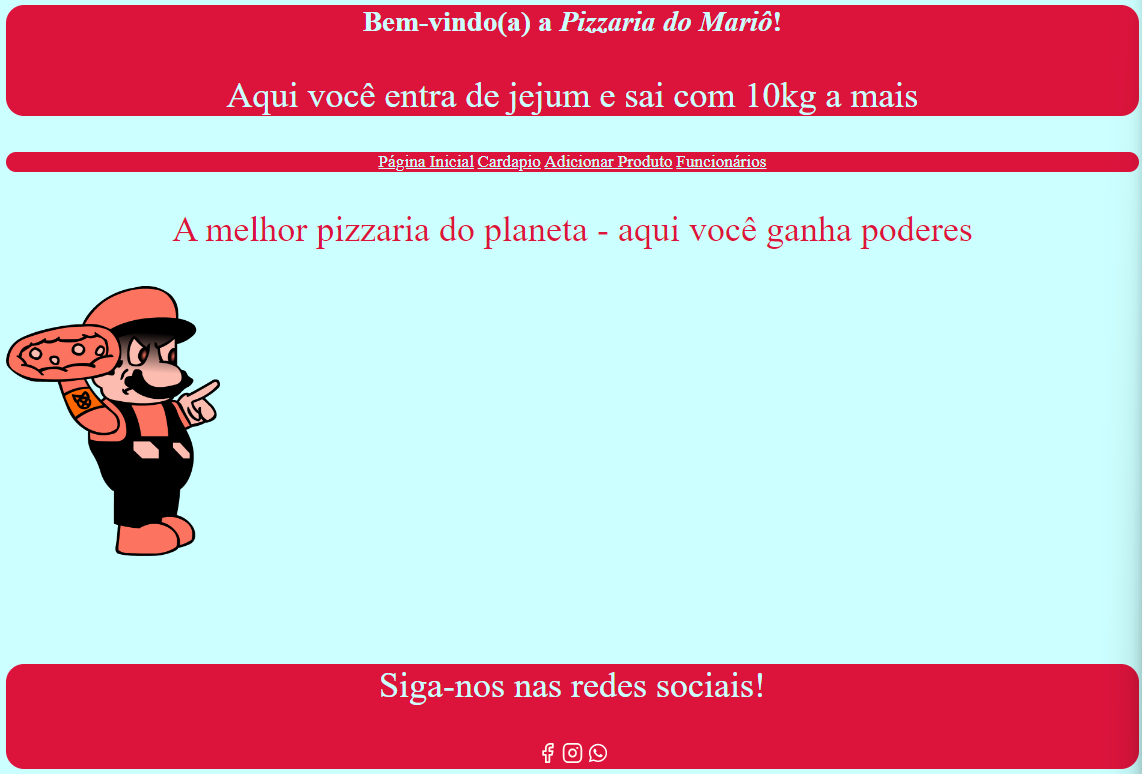 Bem-vindo(a) a Pizzaria do Mariô!
Aqui você entra de jejum e sai com 10kg a mais
Página Inicial Cardapio Adicionar Produto Funcionários
A melhor pizzaria do planeta - aqui você ganha poderes
Siga-nos nas redes sociais!